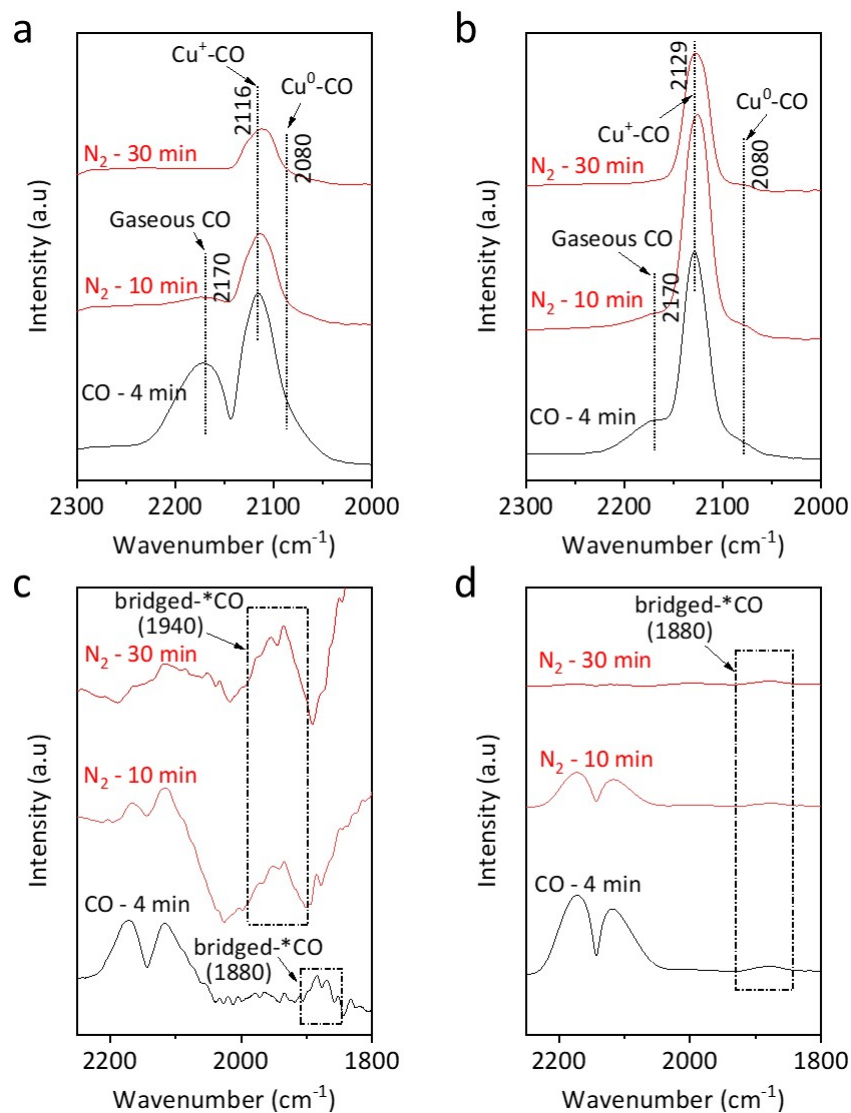 a
Cu⁺-CO
Cu⁰-CO
2116
2080
N₂ - 30 min
Gaseous CO
2170
N₂ - 10 min
CO - 4 min
Intensity (a.u)
2300 2200 2100 2000
Wavenumber (cm⁻¹)
b
2129
Cu⁺-CO
Cu⁰-CO
2080
N₂ - 30 min
Gaseous CO
2170
N₂ - 10 min
CO - 4 min
Intensity (a.u)
2300 2200 2100 2000
Wavenumber (cm⁻¹)
c
bridged-*CO
(1940)
N₂ - 30 min
N₂ - 10 min
CO - 4 min
bridged-*CO
(1880)
Intensity (a.u)
2200 2000 1800
Wavenumber (cm⁻¹)
d
bridged-*CO
(1880)
N₂ - 30 min
N₂ - 10 min
CO - 4 min
Intensity (a.u)
2200 2000 1800
Wavenumber (cm⁻¹)